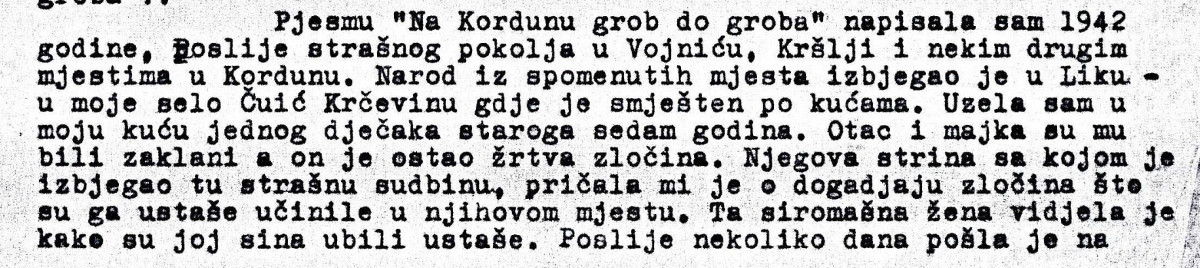 Pjesmu "Na Kordunu grob do groba" napisala sam 1942
godine, Poslije strašnog pokolja u Vojniću, Kršlji i nekim drugim
mjestima u Kordunu. Narod iz spomenutih mjesta izbjegao je u Liku -
u moje selo Čuić Krčevinu gdje je smješten po kućama. Uzela sam u
moju kuću jednog dječaka staroga sedam godina. Otac i majka su mu
bili zaklani a on je ostao žrtva zločina. Njegova strina sa kojom je
izbjegao tu strašnu sudbinu, pričala mi je o dogadjaju zločina što
su ga ustaše učinile u njihovom mjestu. Ta siromašna žena vidjela je
kako su joj sina ubili ustaše. Poslije nekoliko dana pošla je na